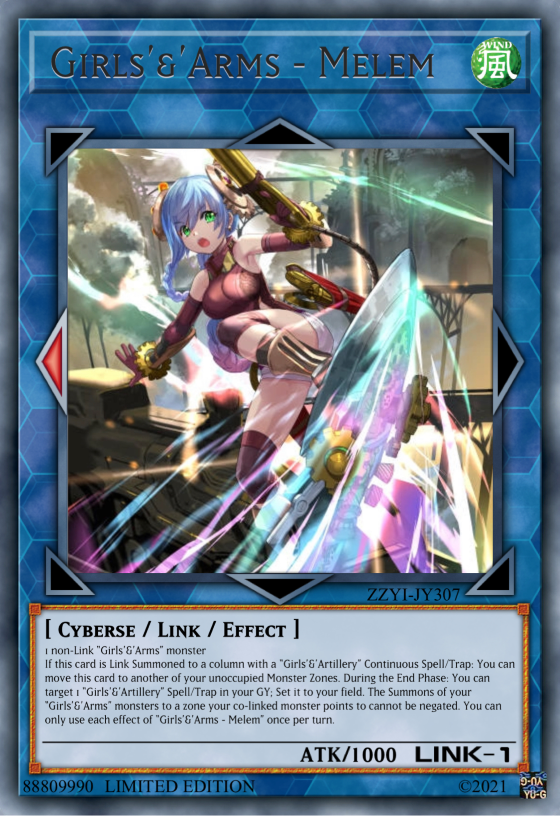 Girls'&'Arms - Melem
WIND
風
ZZYI-JY307
[ Cyberse / Link / Effect ]
1 non-Link "Girls'&'Arms" monster
If this card is Link Summoned to a column with a "Girls'&'Artillery" Continuous Spell/Trap: You can
move this card to another of your unoccupied Monster Zones. During the End Phase: You can
target 1 "Girls'&'Artillery" Spell/Trap in your GY; Set it to your field. The Summons of your
"Girls'&'Arms" monsters to a zone your co-linked monster points to cannot be negated. You can
only use each effect of "Girls'&'Arms - Melem" once per turn.
ATK/1000 LINK-1
88809990 LIMITED EDITION ©2021